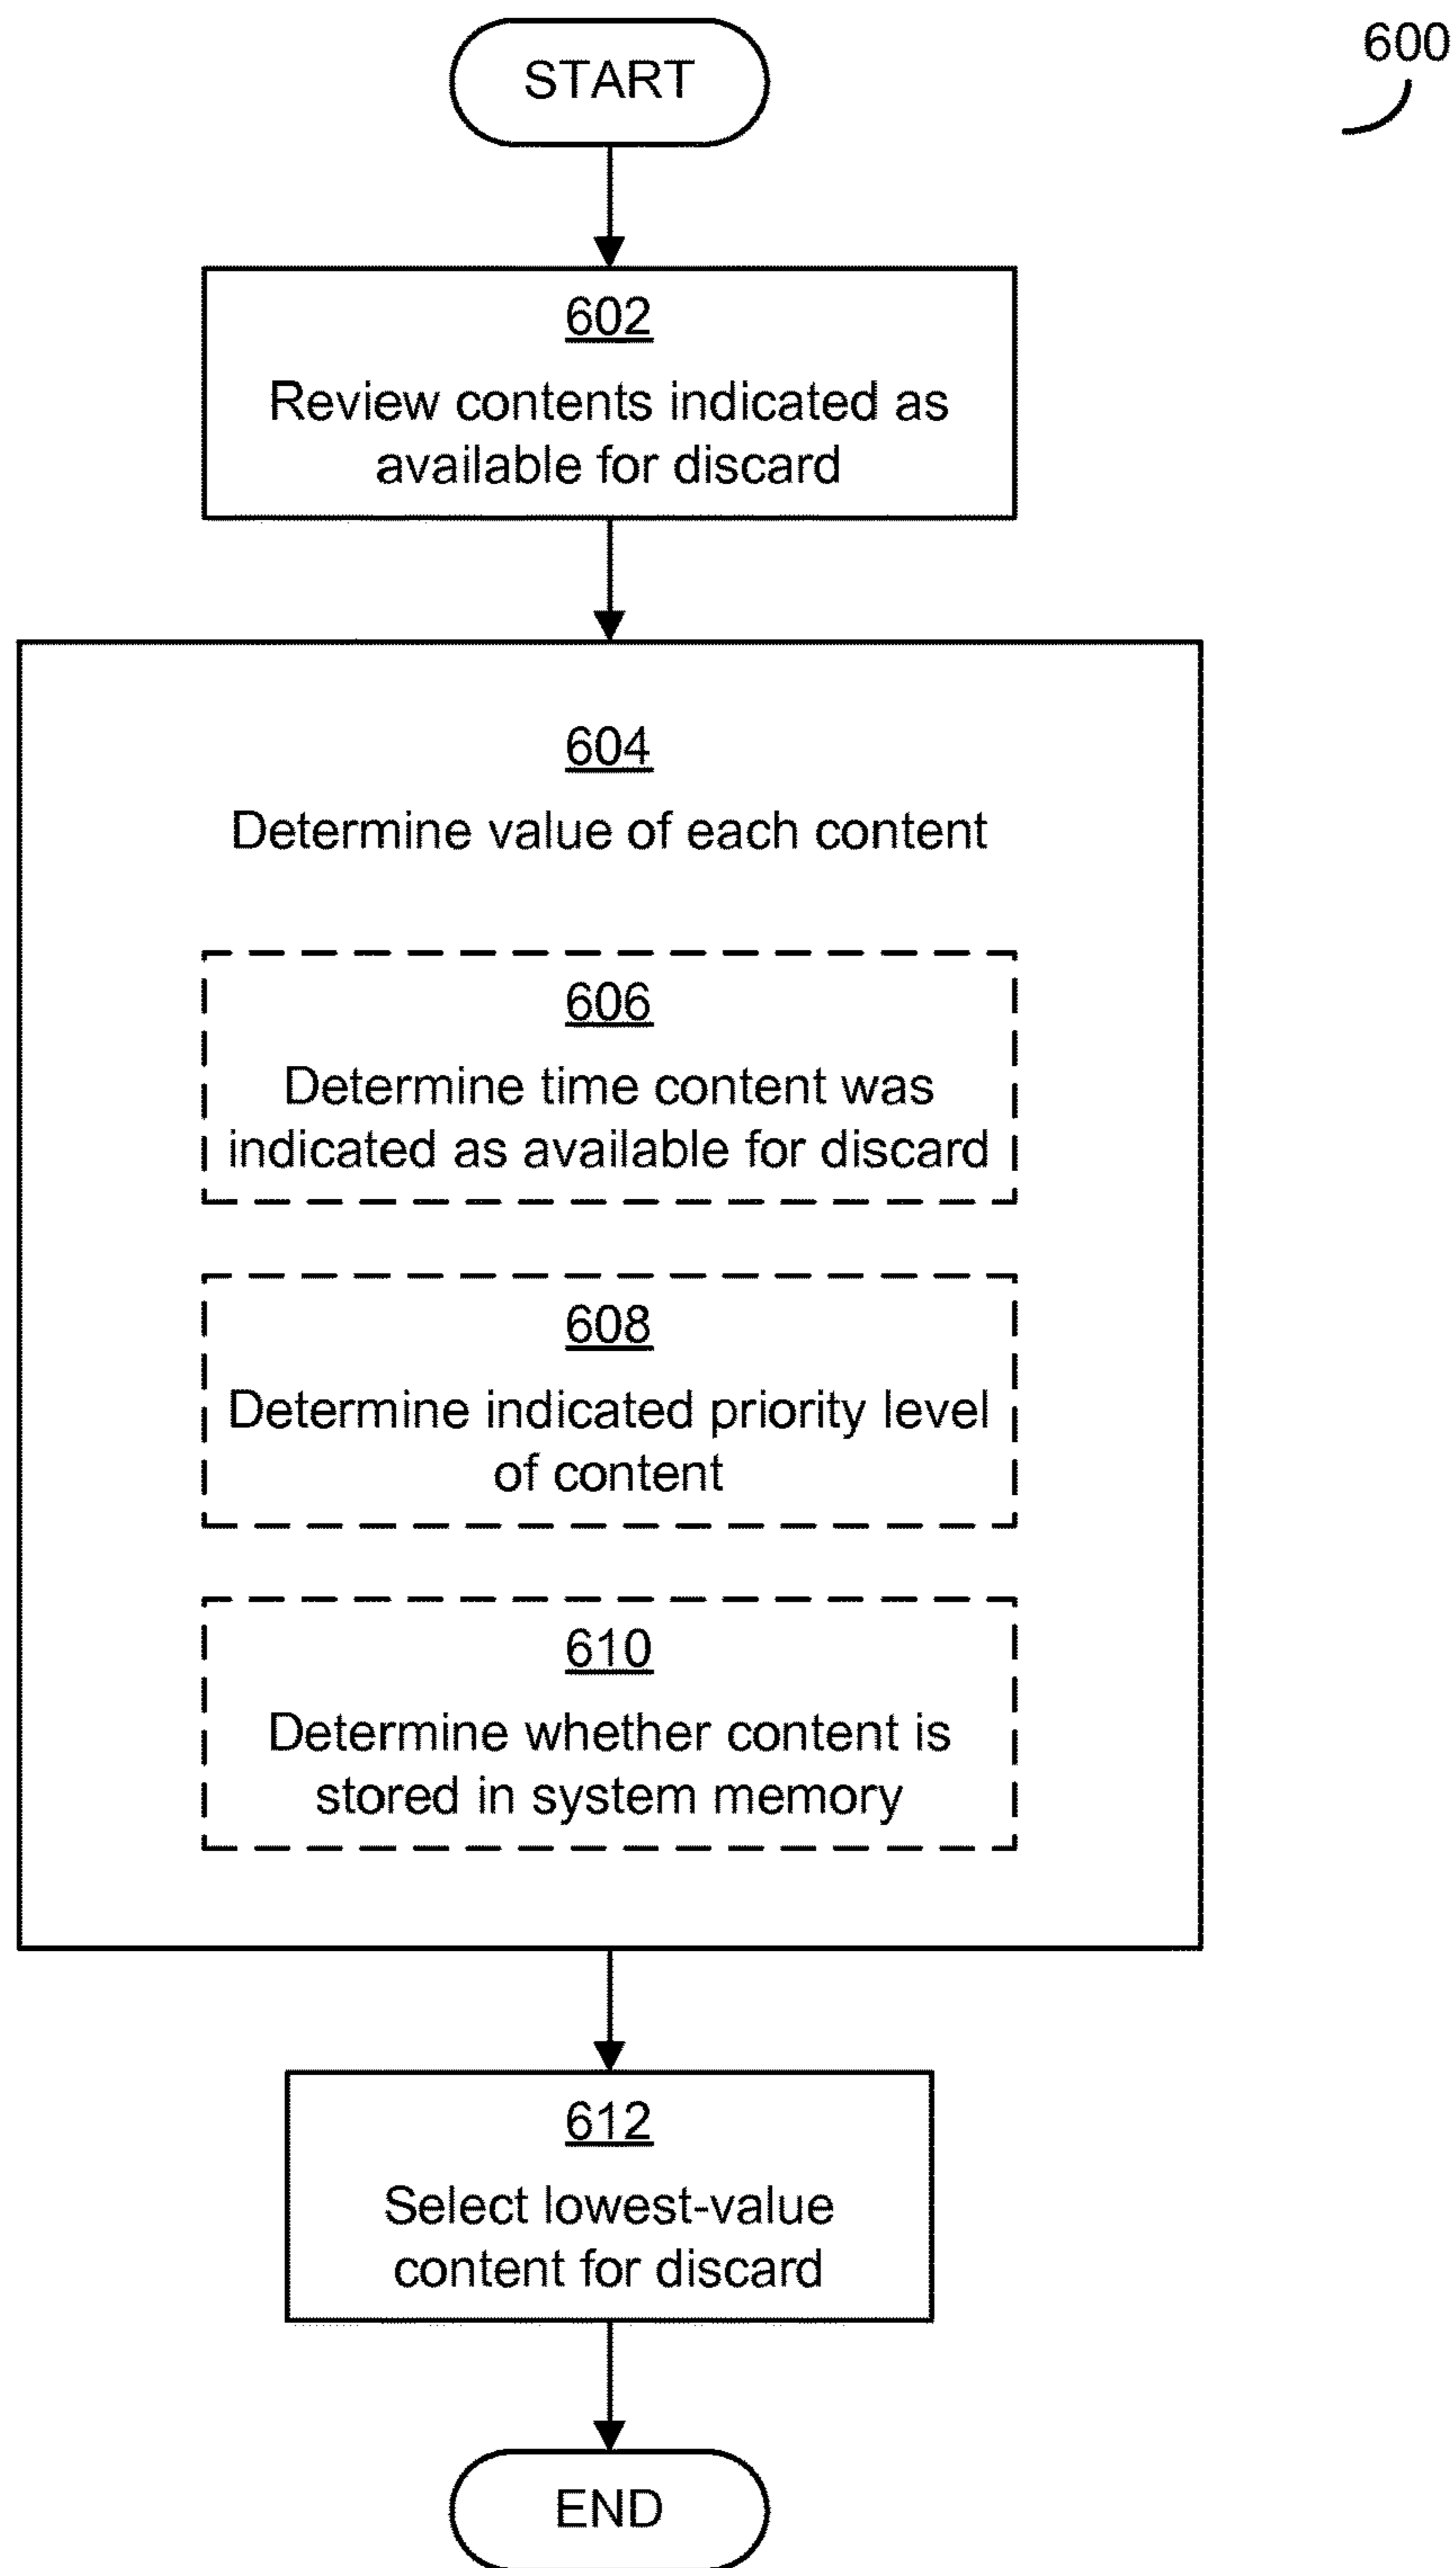 START
600
602
Review contents indicated as
available for discard
604
Determine value of each content
606
Determine time content was
indicated as available for discard
608
Determine indicated priority level
of content
610
Determine whether content is
stored in system memory
612
Select lowest-value
content for discard
END